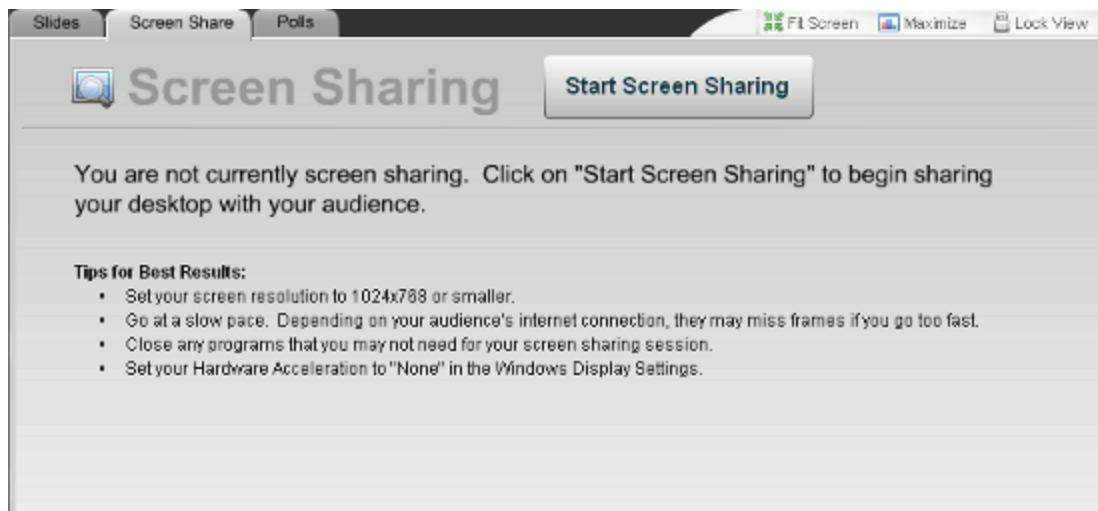 Slides Screen Share Polls Fit Screen Maximize Lock View
Screen Sharing Start Screen Sharing
You are not currently screen sharing. Click on "Start Screen Sharing" to begin sharing
your desktop with your audience.
Tips for Best Results:
• Set your screen resolution to 1024x768 or smaller.
• Go at a slow pace. Depending on your audience's internet connection, they may miss frames if you go too fast.
• Close any programs that you may not need for your screen sharing session.
• Set your Hardware Acceleration to "None" in the Windows Display Settings.